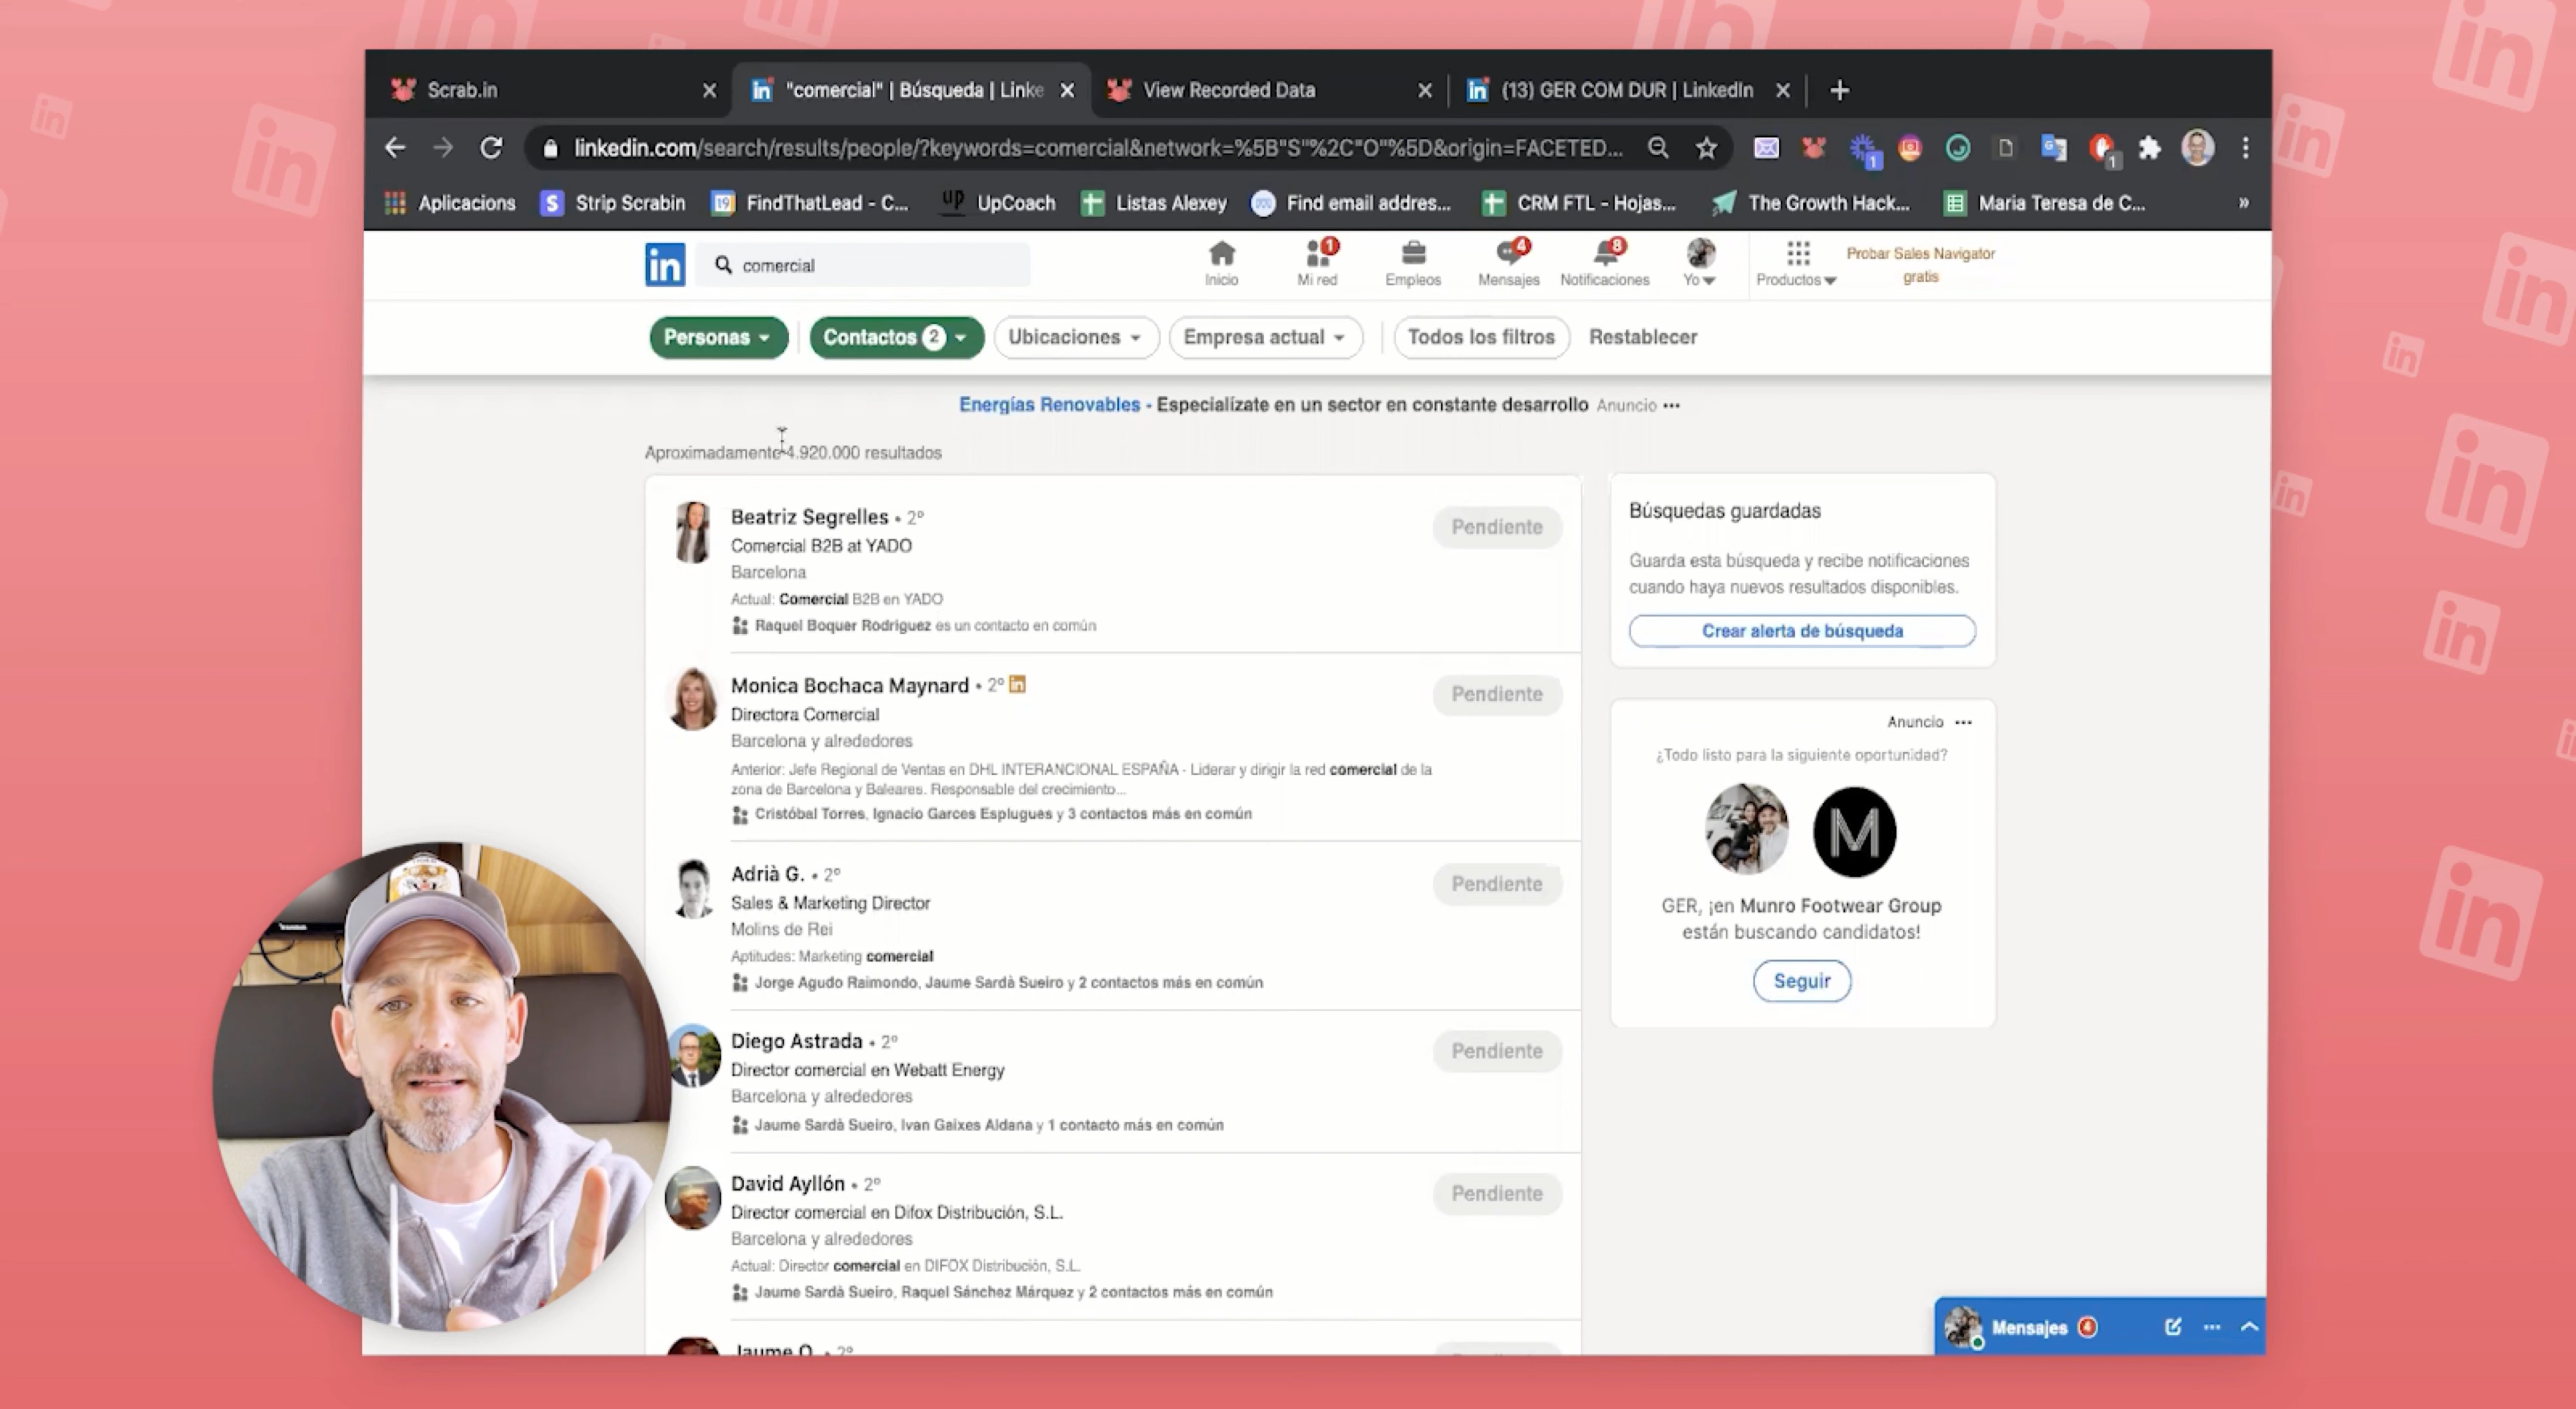 Scrab.in
"comercial" | Búsqueda | Linke
View Recorded Data
(13) GER COM DUR | LinkedIn
linkedin.com/search/results/people/?keywords=comercial&network=%5B"S"%2C"O"%5D&origin=FACETED...
1
1
Aplicacions
S
Strip Scrabin
19
FindThatLead - C...
up
UpCoach
Listas Alexey
Find email addres...
CRM FTL - Hojas...
The Growth Hack...
Maria Teresa de C...
»
in
comercial
Inicio
1
Mi red
Empleos
4
Mensajes
8
Notificaciones
Yo
Productos
Probar Sales Navigator
gratis
Personas
Contactos 2
Ubicaciones
Empresa actual
Todos los filtros
Restablecer
Energías Renovables - Especialízate en un sector en constante desarrollo Anuncio •••
Aproximadamente 4.920.000 resultados
Beatriz Segrelles • 2º
Pendiente
Comercial B2B at YADO
Barcelona
Actual: Comercial B2B en YADO
Raquel Boquer Rodriguez es un contacto en común
Monica Bochaca Maynard • 2º in
Pendiente
Directora Comercial
Barcelona y alrededores
Anterior: Jefe Regional de Ventas en DHL INTERANCIONAL ESPAÑA - Liderar y dirigir la red comercial de la
zona de Barcelona y Baleares. Responsable del crecimiento...
Cristóbal Torres, Ignacio Garces Esplugues y 3 contactos más en común
Adrià G. • 2º
Pendiente
Sales & Marketing Director
Molins de Rei
Aptitudes: Marketing comercial
Jorge Agudo Raimondo, Jaume Sardà Sueiro y 2 contactos más en común
Diego Astrada • 2º
Pendiente
Director comercial en Webatt Energy
Barcelona y alrededores
Jaume Sardà Sueiro, Ivan Gaixes Aldana y 1 contacto más en común
David Ayllón • 2º
Pendiente
Director comercial en Difox Distribución, S.L.
Barcelona y alrededores
Actual: Director comercial en DIFOX Distribución, S.L.
Jaume Sardà Sueiro, Raquel Sánchez Márquez y 2 contactos más en común
Jaume O. • 2º
Búsquedas guardadas
Guarda esta búsqueda y recibe notificaciones
cuando haya nuevos resultados disponibles.
Crear alerta de búsqueda
Anuncio •••
¿Todo listo para la siguiente oportunidad?
M
GER, ¡en Munro Footwear Group
están buscando candidatos!
Seguir
Mensajes 4